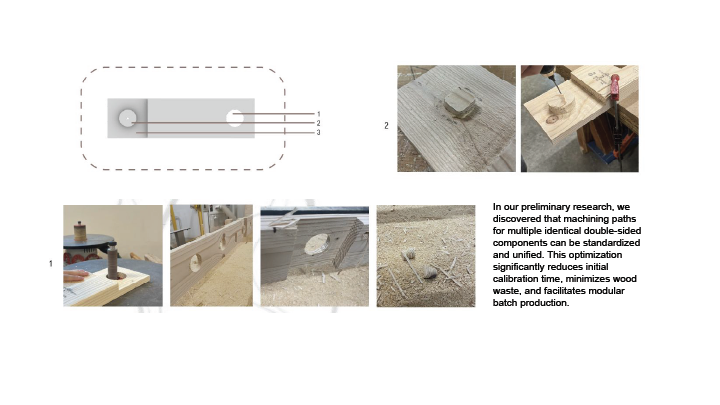 1
2
3
2
1
In our preliminary research, we
discovered that machining paths
for multiple identical double-sided
components can be standardized
and unified. This optimization
significantly reduces initial
calibration time, minimizes wood
waste, and facilitates modular
batch production.